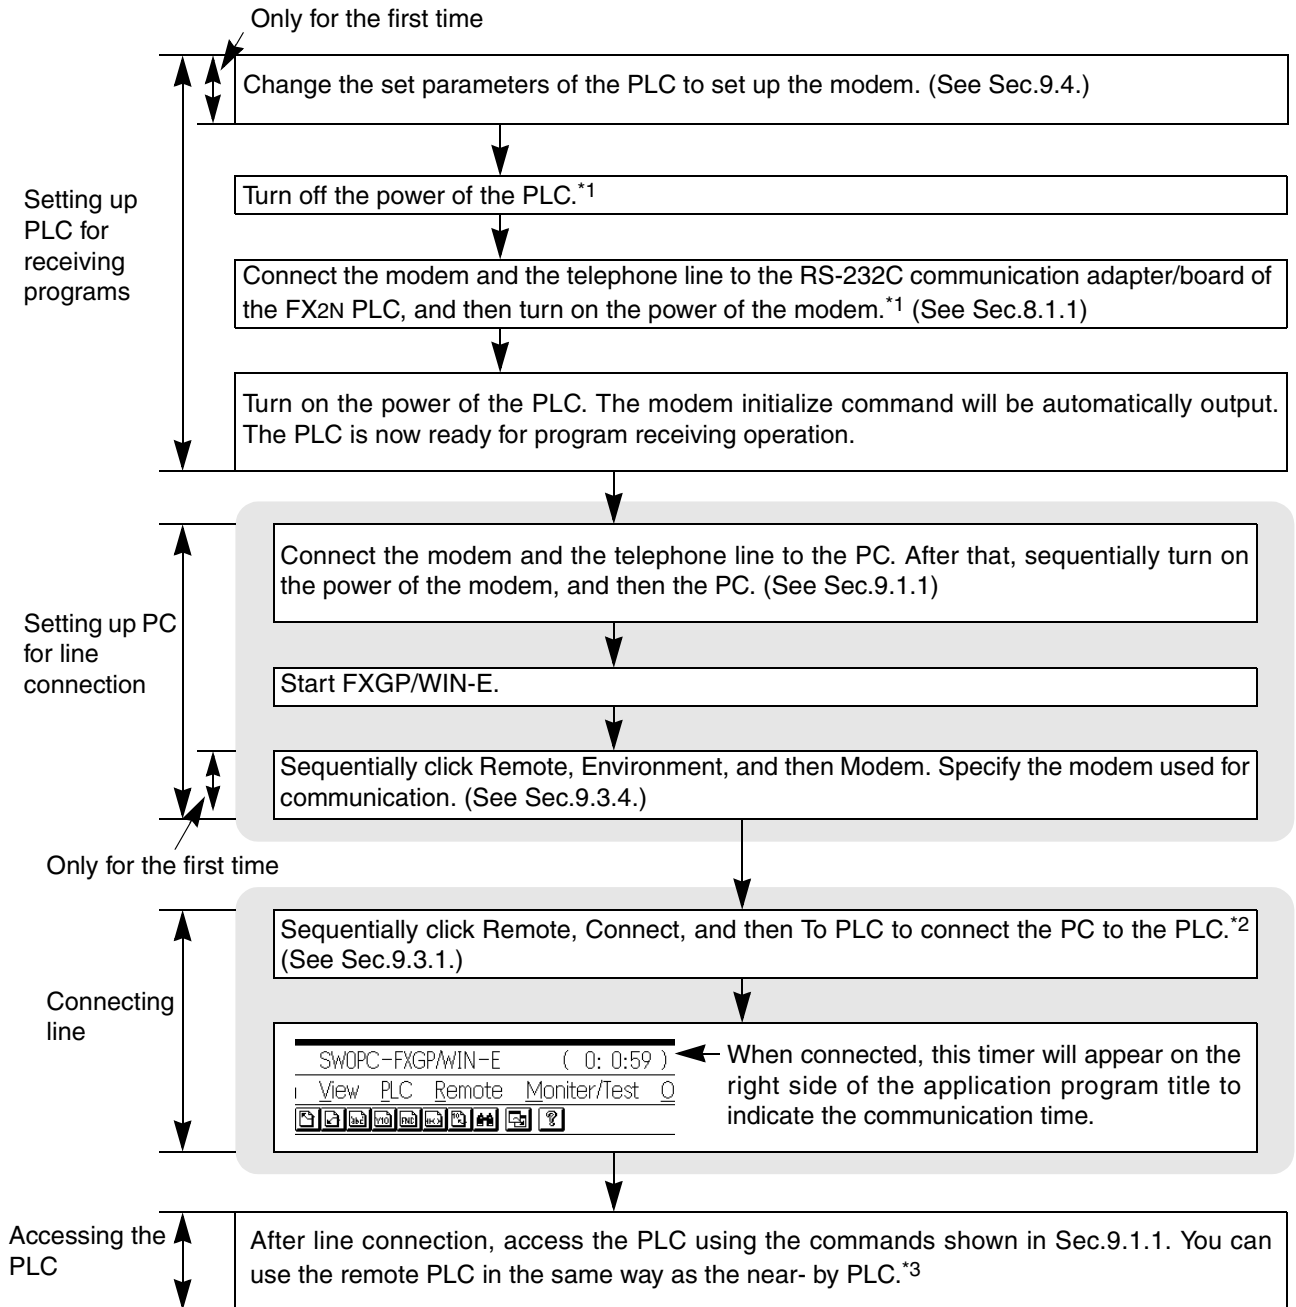 Only for the first time
Change the set parameters of the PLC to set up the modem. (See Sec.9.4.)
Setting up
PLC for
receiving
programs
Turn off the power of the PLC.*1
Connect the modem and the telephone line to the RS-232C communication adapter/board of
the FX2N PLC, and then turn on the power of the modem.*1 (See Sec.8.1.1)
Turn on the power of the PLC. The modem initialize command will be automatically output.
The PLC is now ready for program receiving operation.
Setting up PC
for line
connection
Connect the modem and the telephone line to the PC. After that, sequentially turn on
the power of the modem, and then the PC. (See Sec.9.1.1)
Start FXGP/WIN-E.
Sequentially click Remote, Environment, and then Modem. Specify the modem used for
communication. (See Sec.9.3.4.)
Only for the first time
Connecting
line
Sequentially click Remote, Connect, and then To PLC to connect the PC to the PLC.*2
(See Sec.9.3.1.)
SW0PC-FXGP/WIN-E ( 0: 0:59 )
View PLC Remote Moniter/Test O
When connected, this timer will appear on the
right side of the application program title to
indicate the communication time.
Accessing the
PLC
After line connection, access the PLC using the commands shown in Sec.9.1.1. You can
use the remote PLC in the same way as the near- by PLC.*3